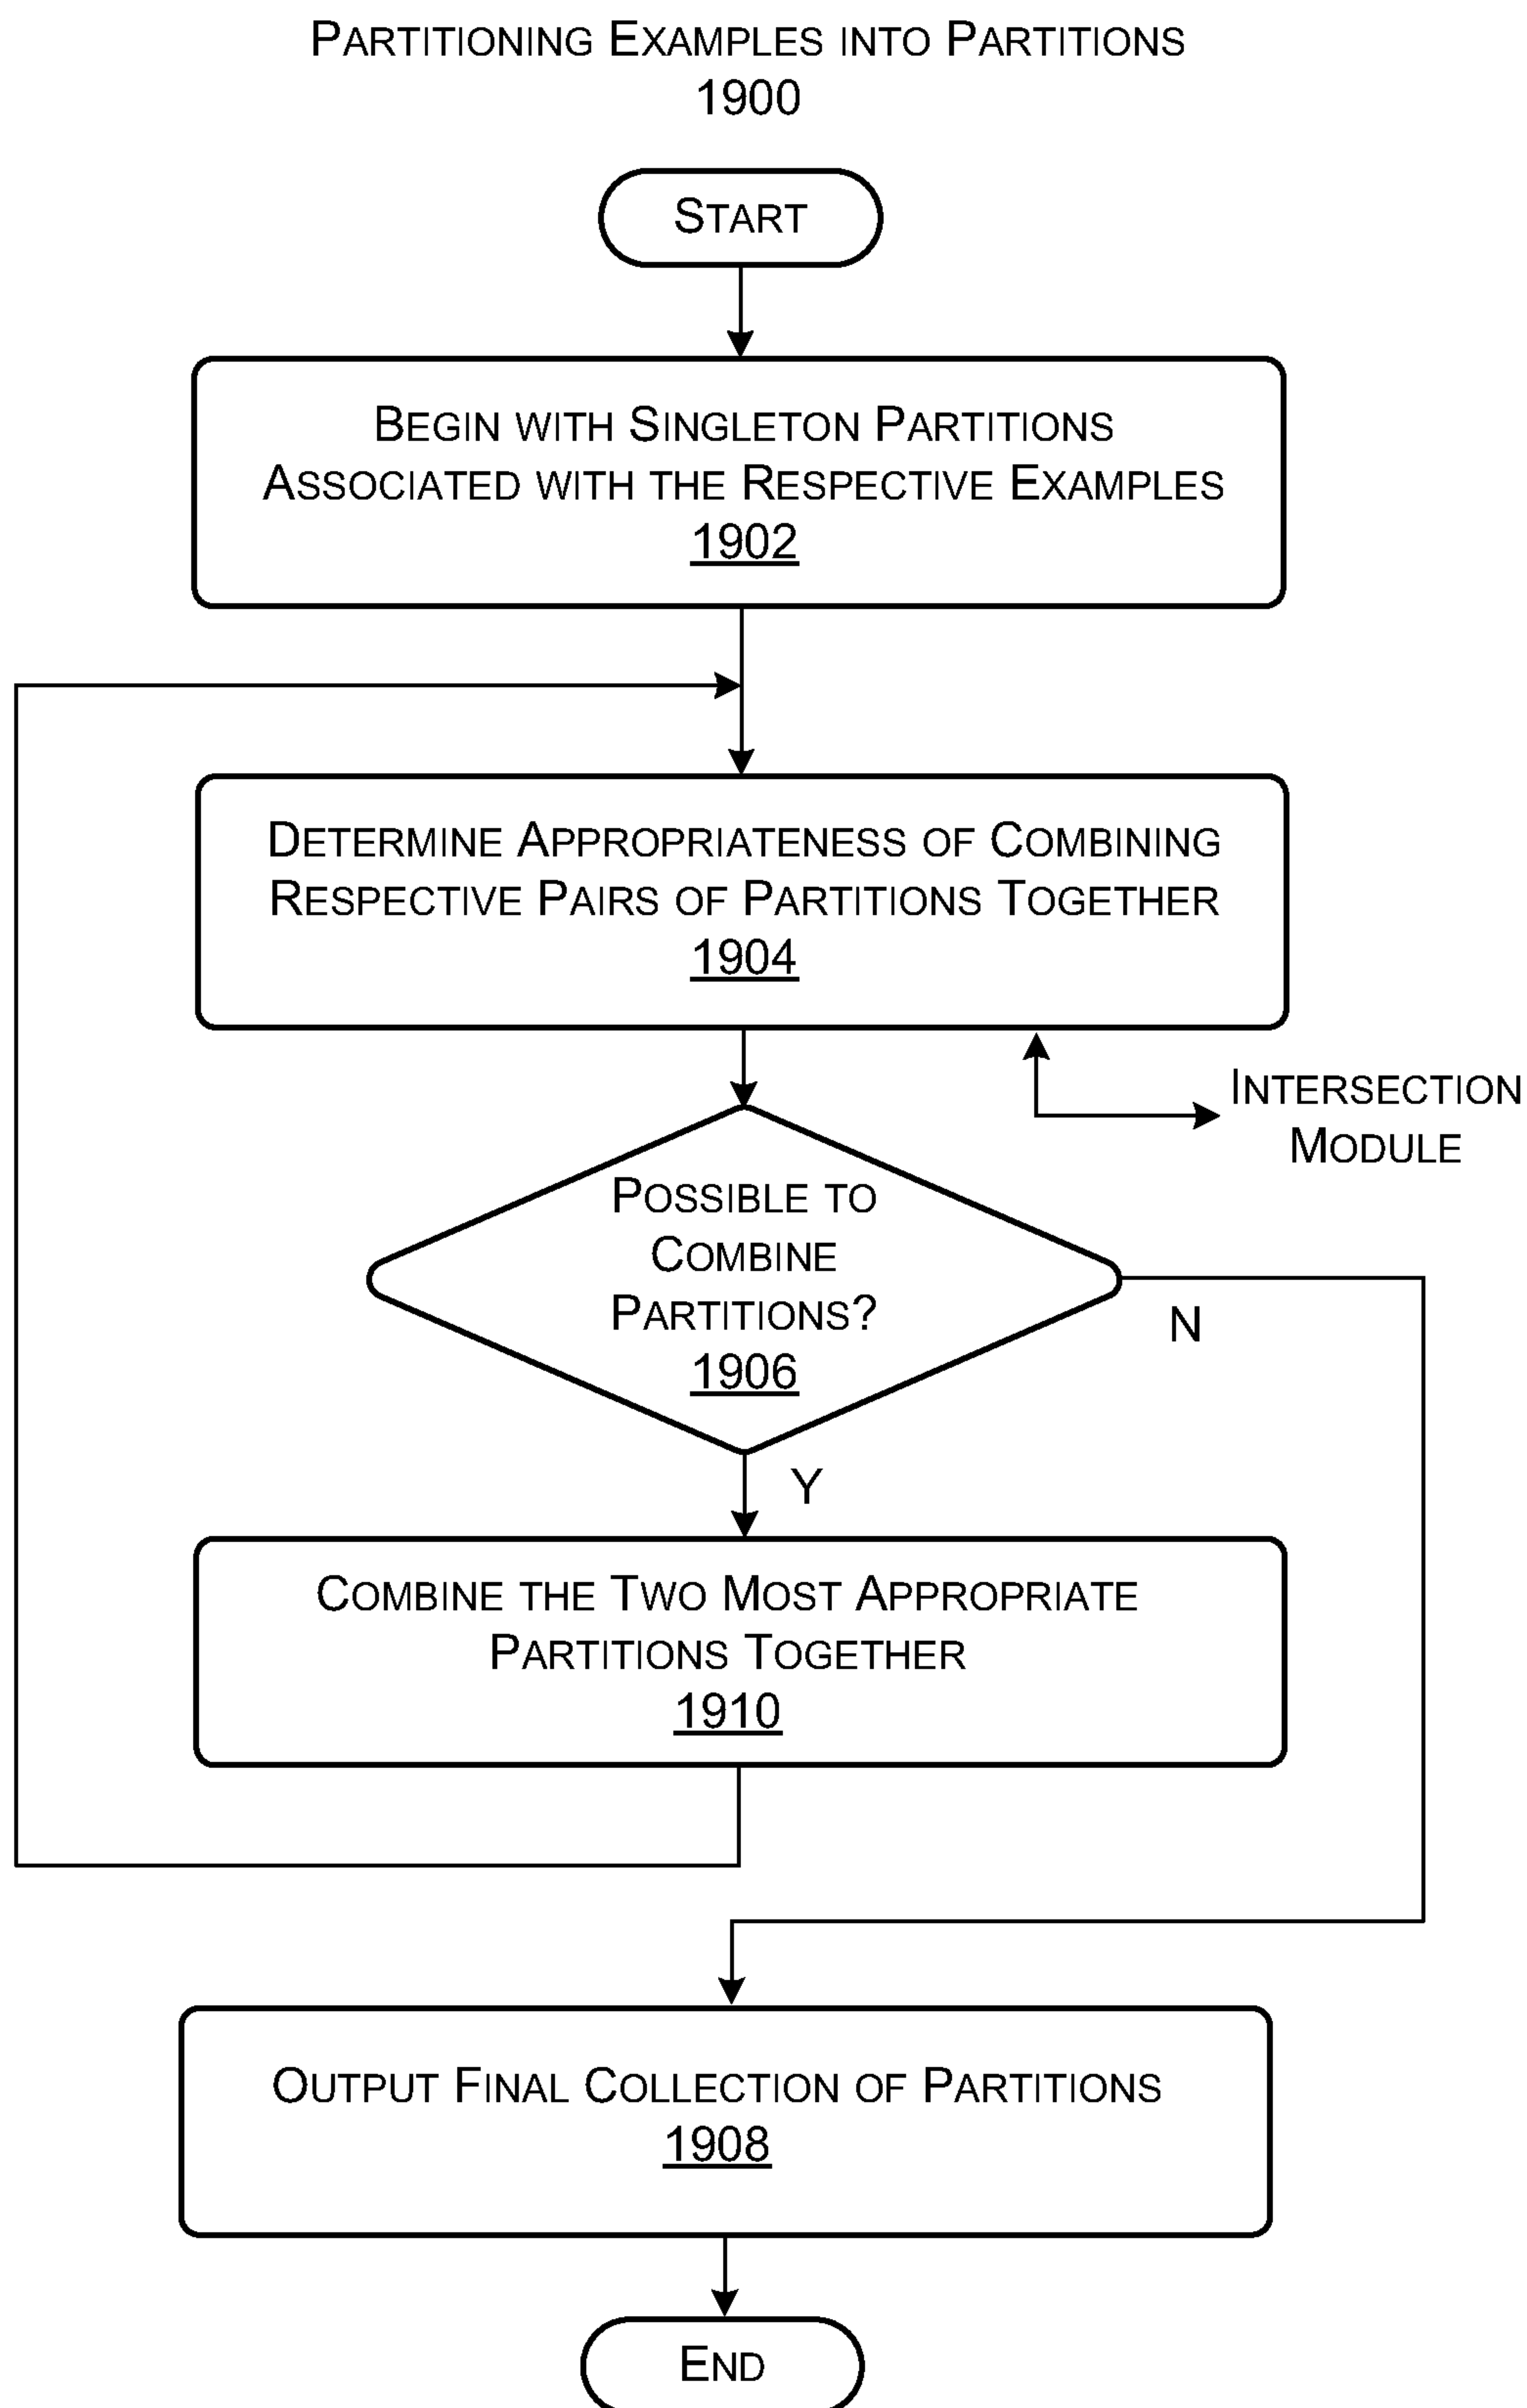 PARTITIONING EXAMPLES INTO PARTITIONS
1900
START
BEGIN WITH SINGLETON PARTITIONS
ASSOCIATED WITH THE RESPECTIVE EXAMPLES
1902
DETERMINE APPROPRIATENESS OF COMBINING
RESPECTIVE PAIRS OF PARTITIONS TOGETHER
1904
INTERSECTION
MODULE
POSSIBLE TO
COMBINE
PARTITIONS?
1906
N
Y
COMBINE THE TWO MOST APPROPRIATE
PARTITIONS TOGETHER
1910
OUTPUT FINAL COLLECTION OF PARTITIONS
1908
END